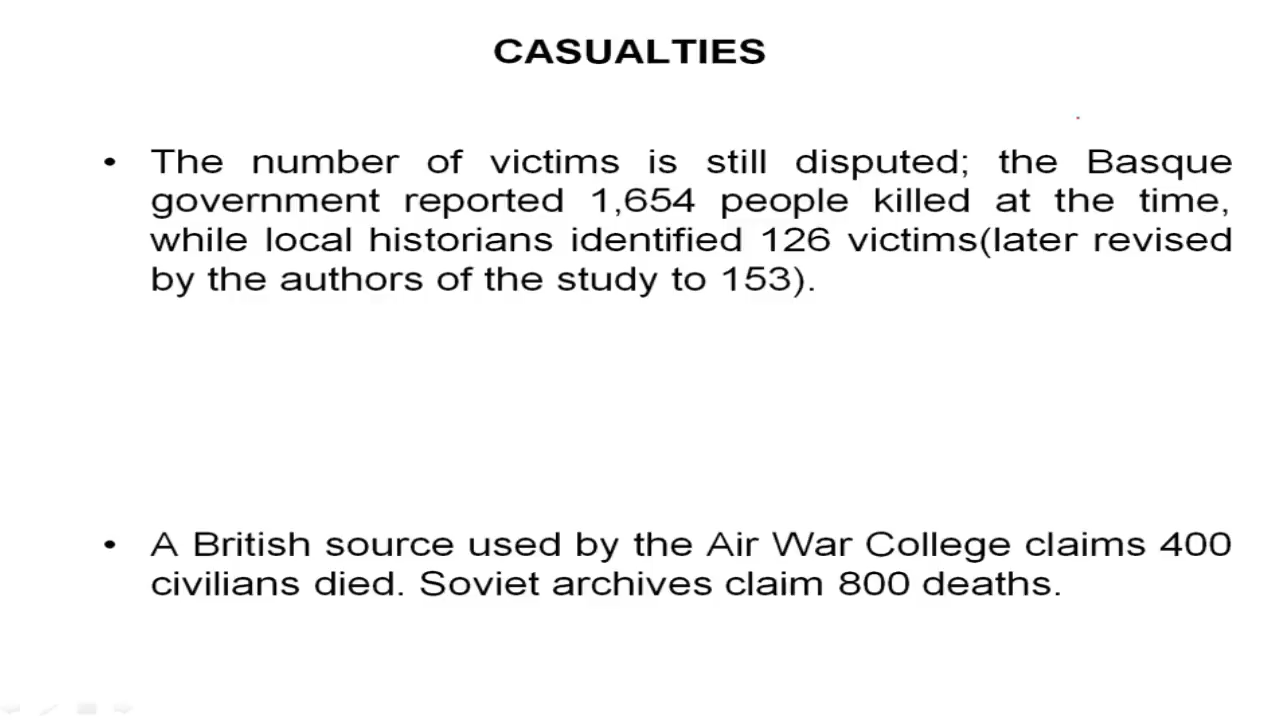 CASUALTIES
• The number of victims is still disputed; the Basque
government reported 1,654 people killed at the time,
while local historians identified 126 victims(later revised
by the authors of the study to 153).
• A British source used by the Air War College claims 400
civilians died. Soviet archives claim 800 deaths.